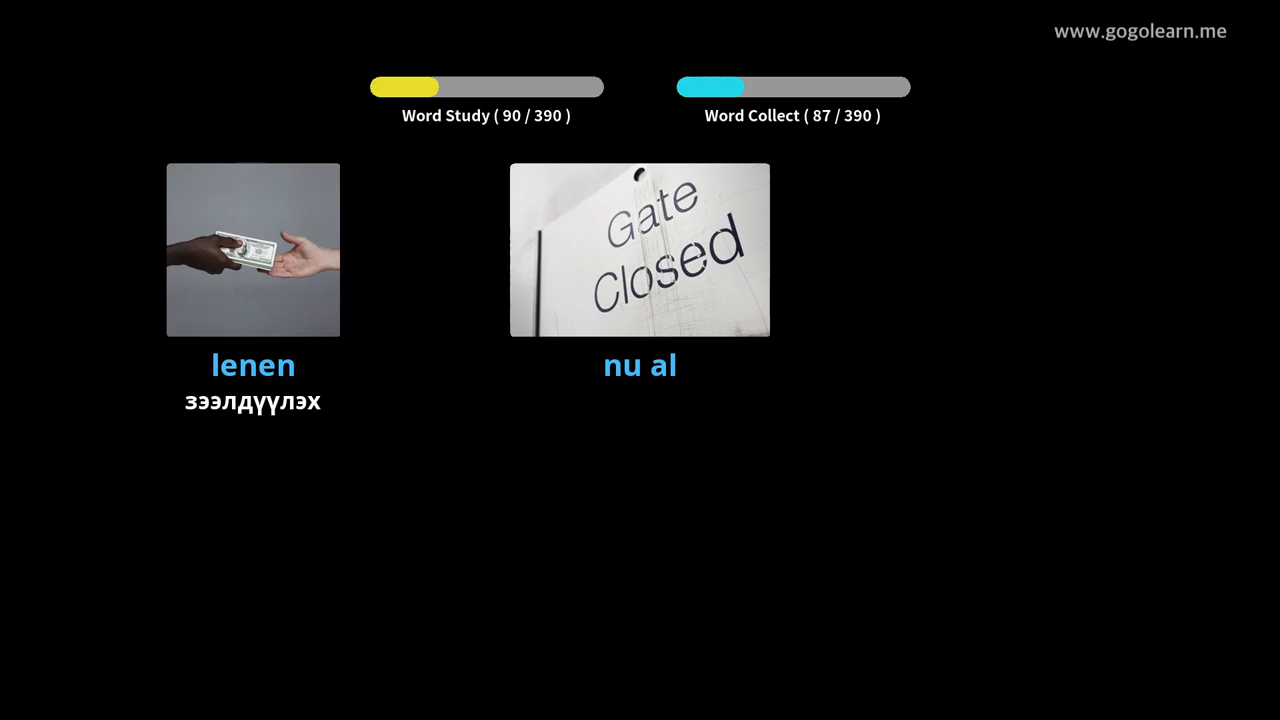 www.gogolearn.me
Word Study ( 90 / 390 )
Word Collect ( 87 / 390 )
Gate
Closed
lenen
зээлдүүлэх
nu al